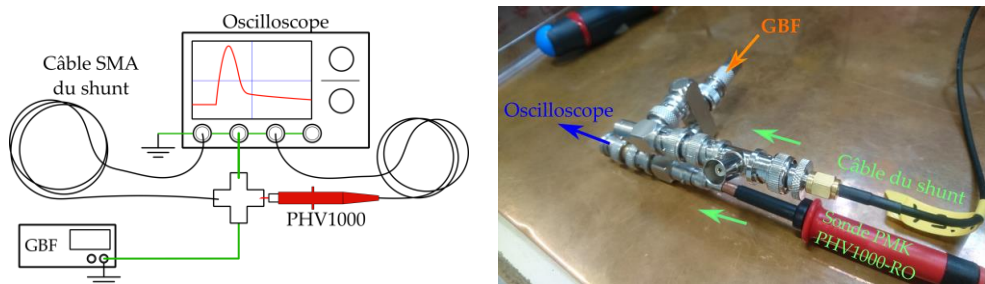 Oscilloscope
Câble SMA
du shunt
PHV1000
GBF
GBF
Oscilloscope
Câble du shunt
Sonde PMK
PHV1000-RO